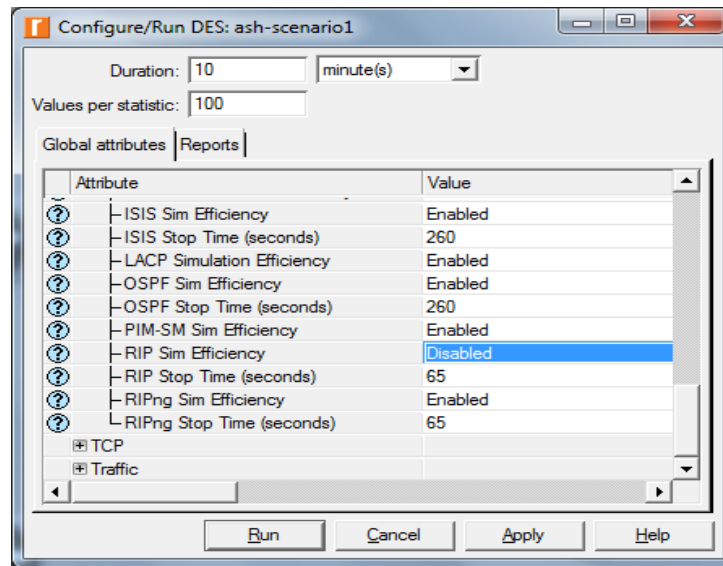 Configure/Run DES: ash-scenario1
Duration: 10 minute(s)
Values per statistic: 100
Global attributes Reports
Attribute Value
ISIS Sim Efficiency Enabled
ISIS Stop Time (seconds) 260
LACP Simulation Efficiency Enabled
OSPF Sim Efficiency Enabled
OSPF Stop Time (seconds) 260
PIM-SM Sim Efficiency Enabled
RIP Sim Efficiency Disabled
RIP Stop Time (seconds) 65
RIPng Sim Efficiency Enabled
RIPng Stop Time (seconds) 65
TCP
Traffic
Run Cancel Apply Help